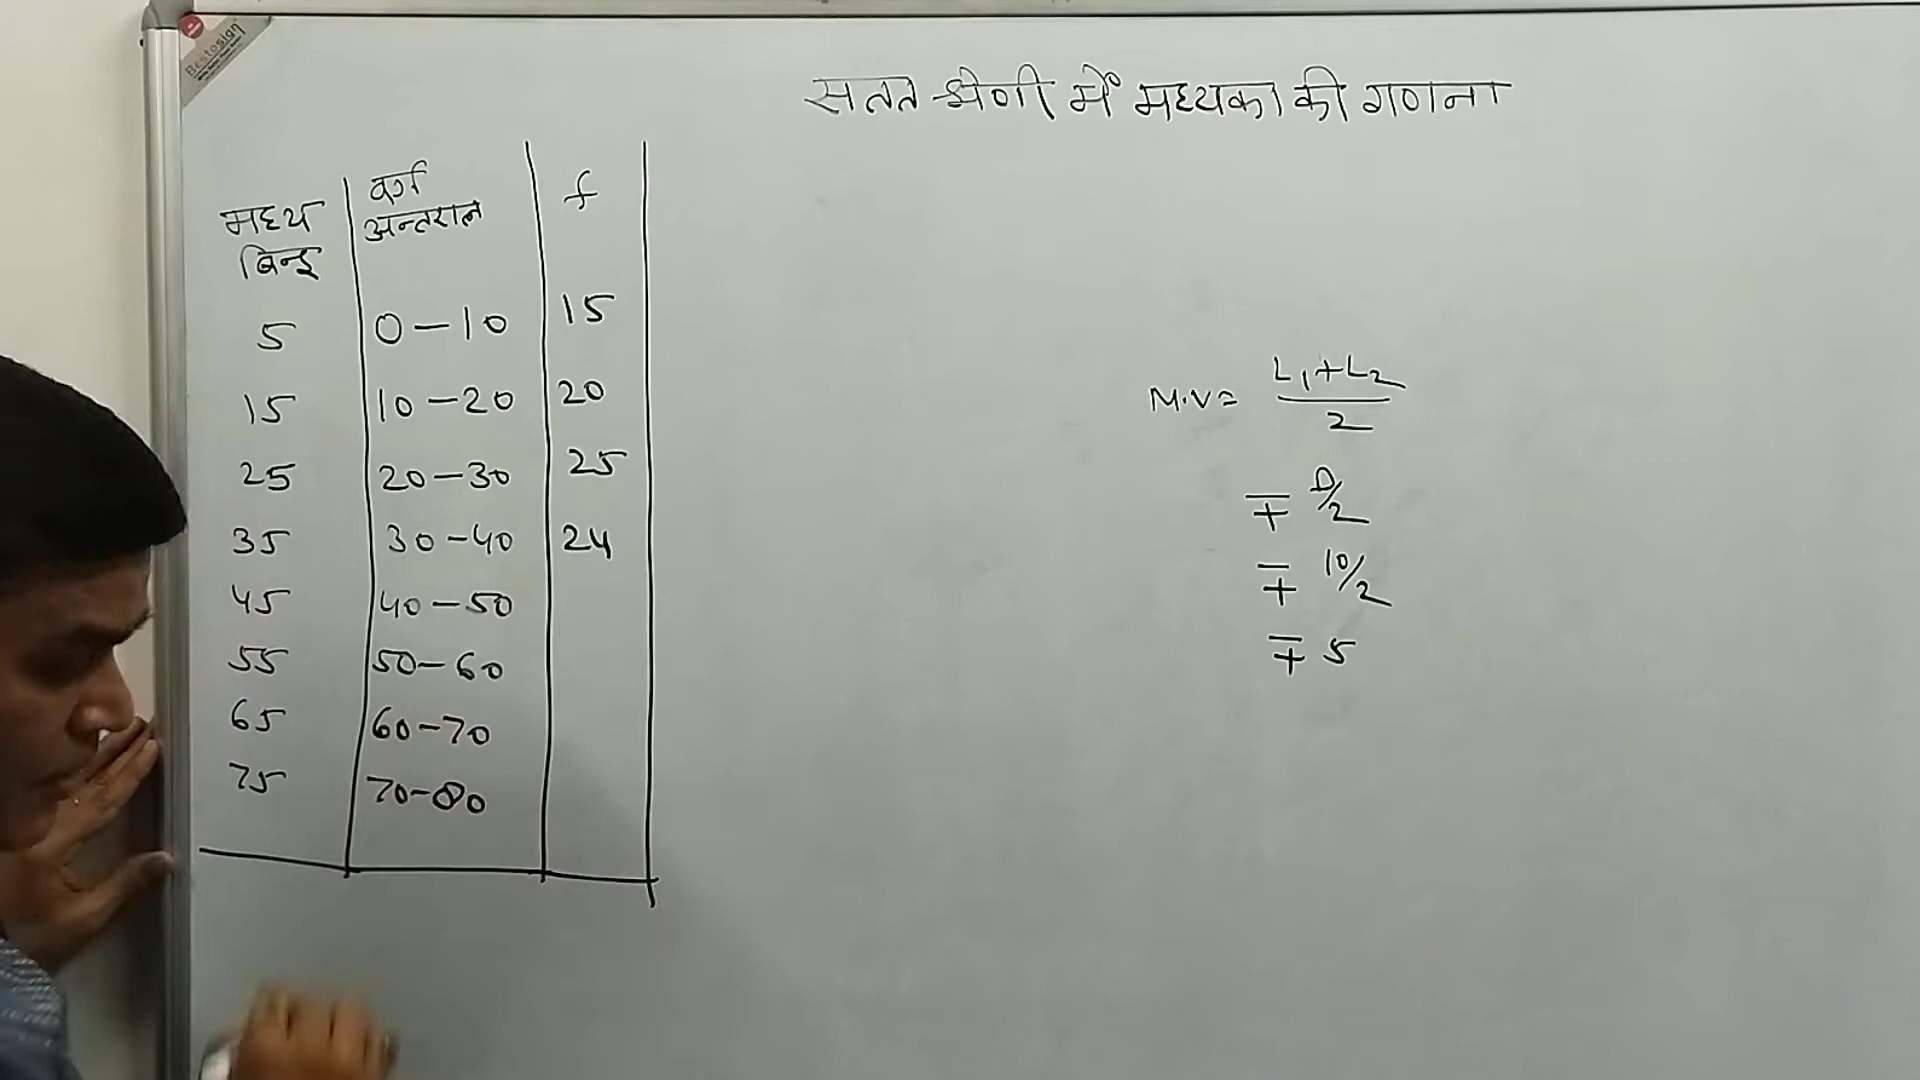 Bestosign
सतत श्रेणी में मध्यका की गणना
मध्य बिन्दु | वर्ग अन्तराल | f
5 | 0-10 | 15
15 | 10-20 | 20
25 | 20-30 | 25
35 | 30-40 | 24
45 | 40-50
55 | 50-60
65 | 60-70
75 | 70-80
M.V = L₁+L₂ / 2
∓ D/2
∓ 10/2
∓ 5